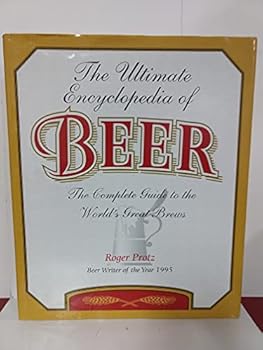 The Ultimate
Encyclopedia of
BEER
The Complete Guide to the
World's Great Brews
Roger Protz
Beer Writer of the Year 1995